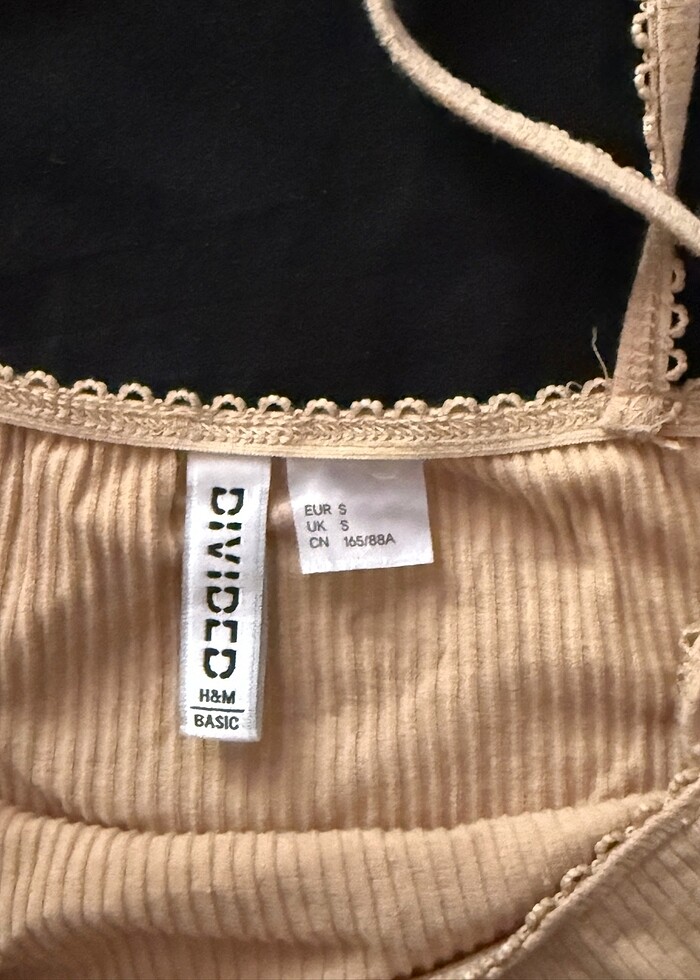 DIVIDED
H&M
BASIC
EUR S
UK S
CN 165/88A